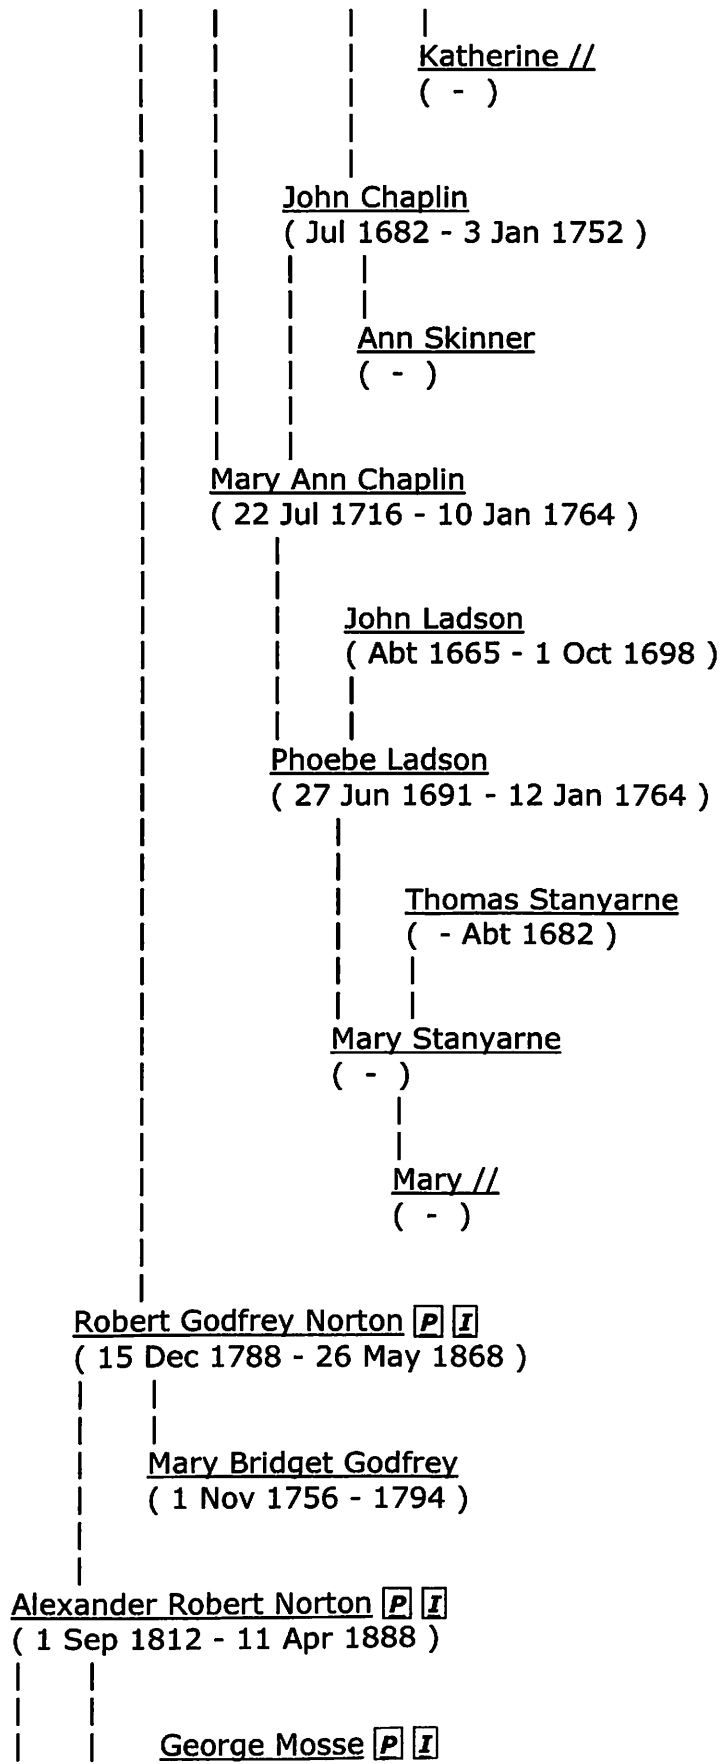 Katherine //
( - )
John Chaplin
( Jul 1682 - 3 Jan 1752 )
Ann Skinner
( - )
Mary Ann Chaplin
( 22 Jul 1716 - 10 Jan 1764 )
John Ladson
( Abt 1665 - 1 Oct 1698 )
Phoebe Ladson
( 27 Jun 1691 - 12 Jan 1764 )
Thomas Stanyarne
( - Abt 1682 )
Mary Stanyarne
( - )
Mary //
( - )
Robert Godfrey Norton P I
( 15 Dec 1788 - 26 May 1868 )
Mary Bridget Godfrey
( 1 Nov 1756 - 1794 )
Alexander Robert Norton P I
( 1 Sep 1812 - 11 Apr 1888 )
George Mosse P I